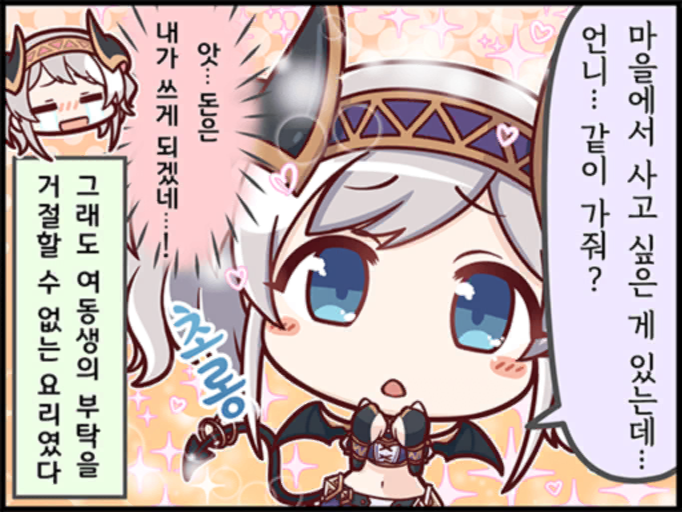 마을에서 사고 싶은 게 있는데…
언니… 같이 가줘?
앗… 돈은
내가 쓰게 되겠네…!
초롱
그래도 여동생의 부탁을
거절할 수 없는 요리였다